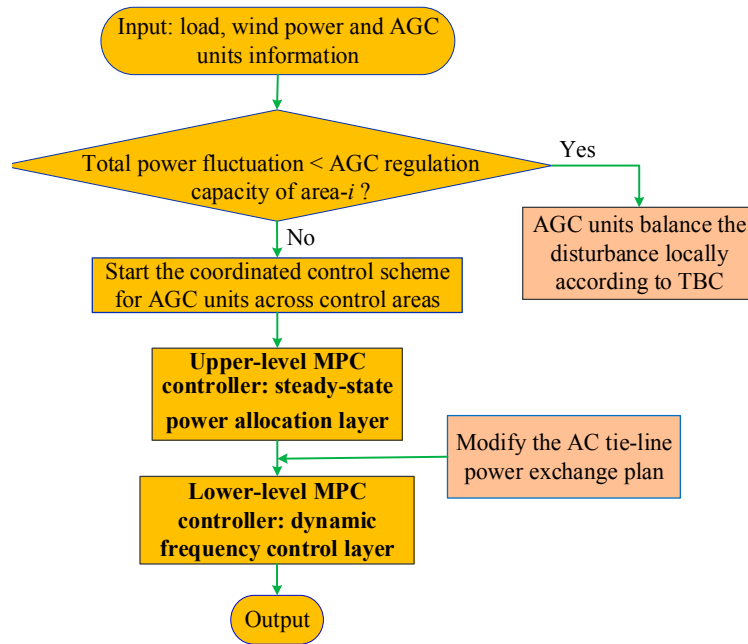 Input: load, wind power and AGC
units information
Total power fluctuation < AGC regulation
capacity of area-i ?
Yes
No
AGC units balance the
disturbance locally
according to TBC
Start the coordinated control scheme
for AGC units across control areas
Upper-level MPC
controller: steady-state
power allocation layer
Modify the AC tie-line
power exchange plan
Lower-level MPC
controller: dynamic
frequency control layer
Output